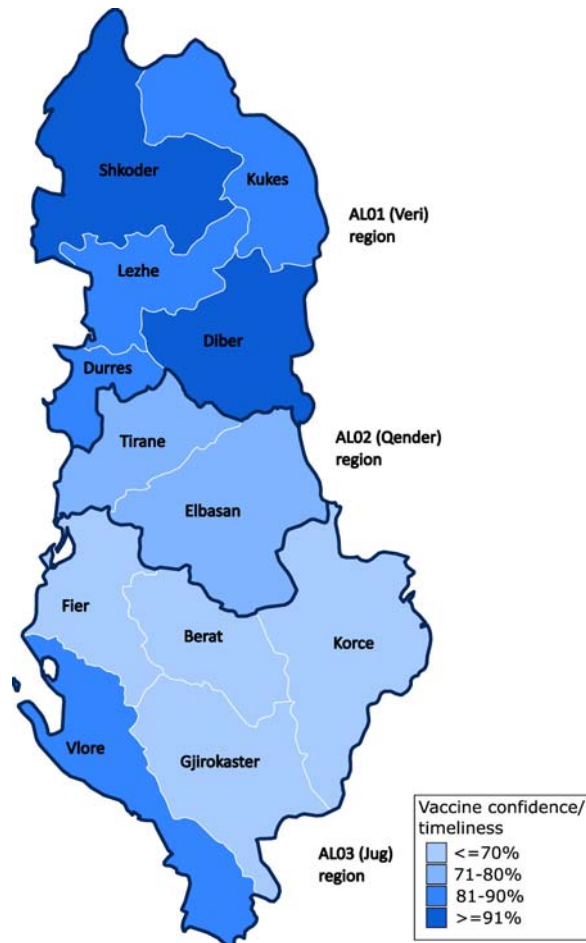 Shkoder
Kukes
AL01 (Veri)
region
Lezhe
Diber
Durres
Tirane
AL02 (Qender)
region
Elbasan
Fier
Berat
Korce
Vlore
Gjirokaster
AL03 (Jug)
region
Vaccine confidence/
timeliness
<=70%
71-80%
81-90%
>=91%